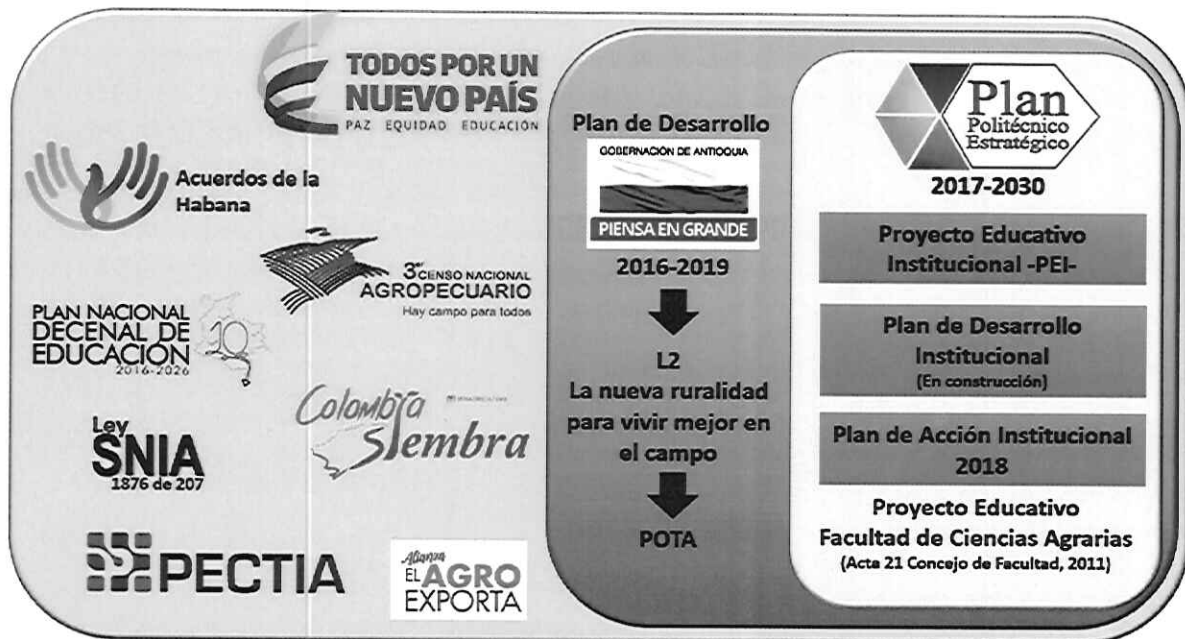 TODOS POR UN
NUEVO PAÍS
PAZ EQUIDAD EDUCACIÓN
Acuerdos de la
Habana
3er CENSO NACIONAL
AGROPECUARIO
Hay campo para todos
PLAN NACIONAL
DECENAL DE
EDUCACIÓN
2016-2026
10
Colombia
Siembra
MINAGRICULTURA
Ley
SNIA
1876 de 207
PECTIA
Alianza
EL AGRO
EXPORTA
Plan de Desarrollo
GOBERNACIÓN DE ANTIOQUIA
PIENSA EN GRANDE
2016-2019
L2
La nueva ruralidad
para vivir mejor en
el campo
POTA
Plan
Politécnico
Estratégico
2017-2030
Proyecto Educativo
Institucional -PEI-
Plan de Desarrollo
Institucional
(En construcción)
Plan de Acción Institucional
2018
Proyecto Educativo
Facultad de Ciencias Agrarias
(Acta 21 Concejo de Facultad, 2011)